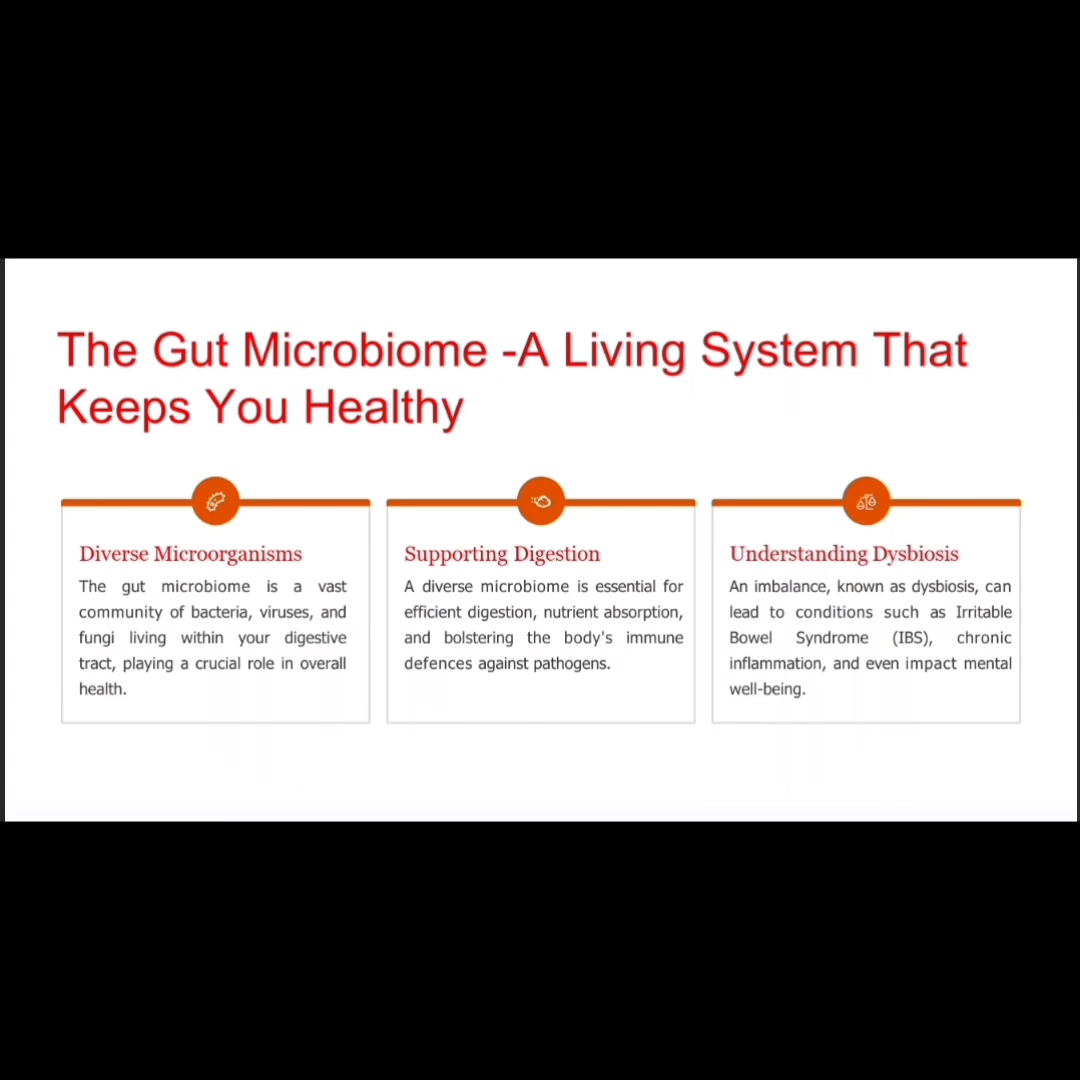 The Gut Microbiome -A Living System That
Keeps You Healthy
Diverse Microorganisms
The gut microbiome is a vast
community of bacteria, viruses, and
fungi living within your digestive
tract, playing a crucial role in overall
health.
Supporting Digestion
A diverse microbiome is essential for
efficient digestion, nutrient absorption,
and bolstering the body's immune
defences against pathogens.
Understanding Dysbiosis
An imbalance, known as dysbiosis, can
lead to conditions such as Irritable
Bowel Syndrome (IBS), chronic
inflammation, and even impact mental
well-being.